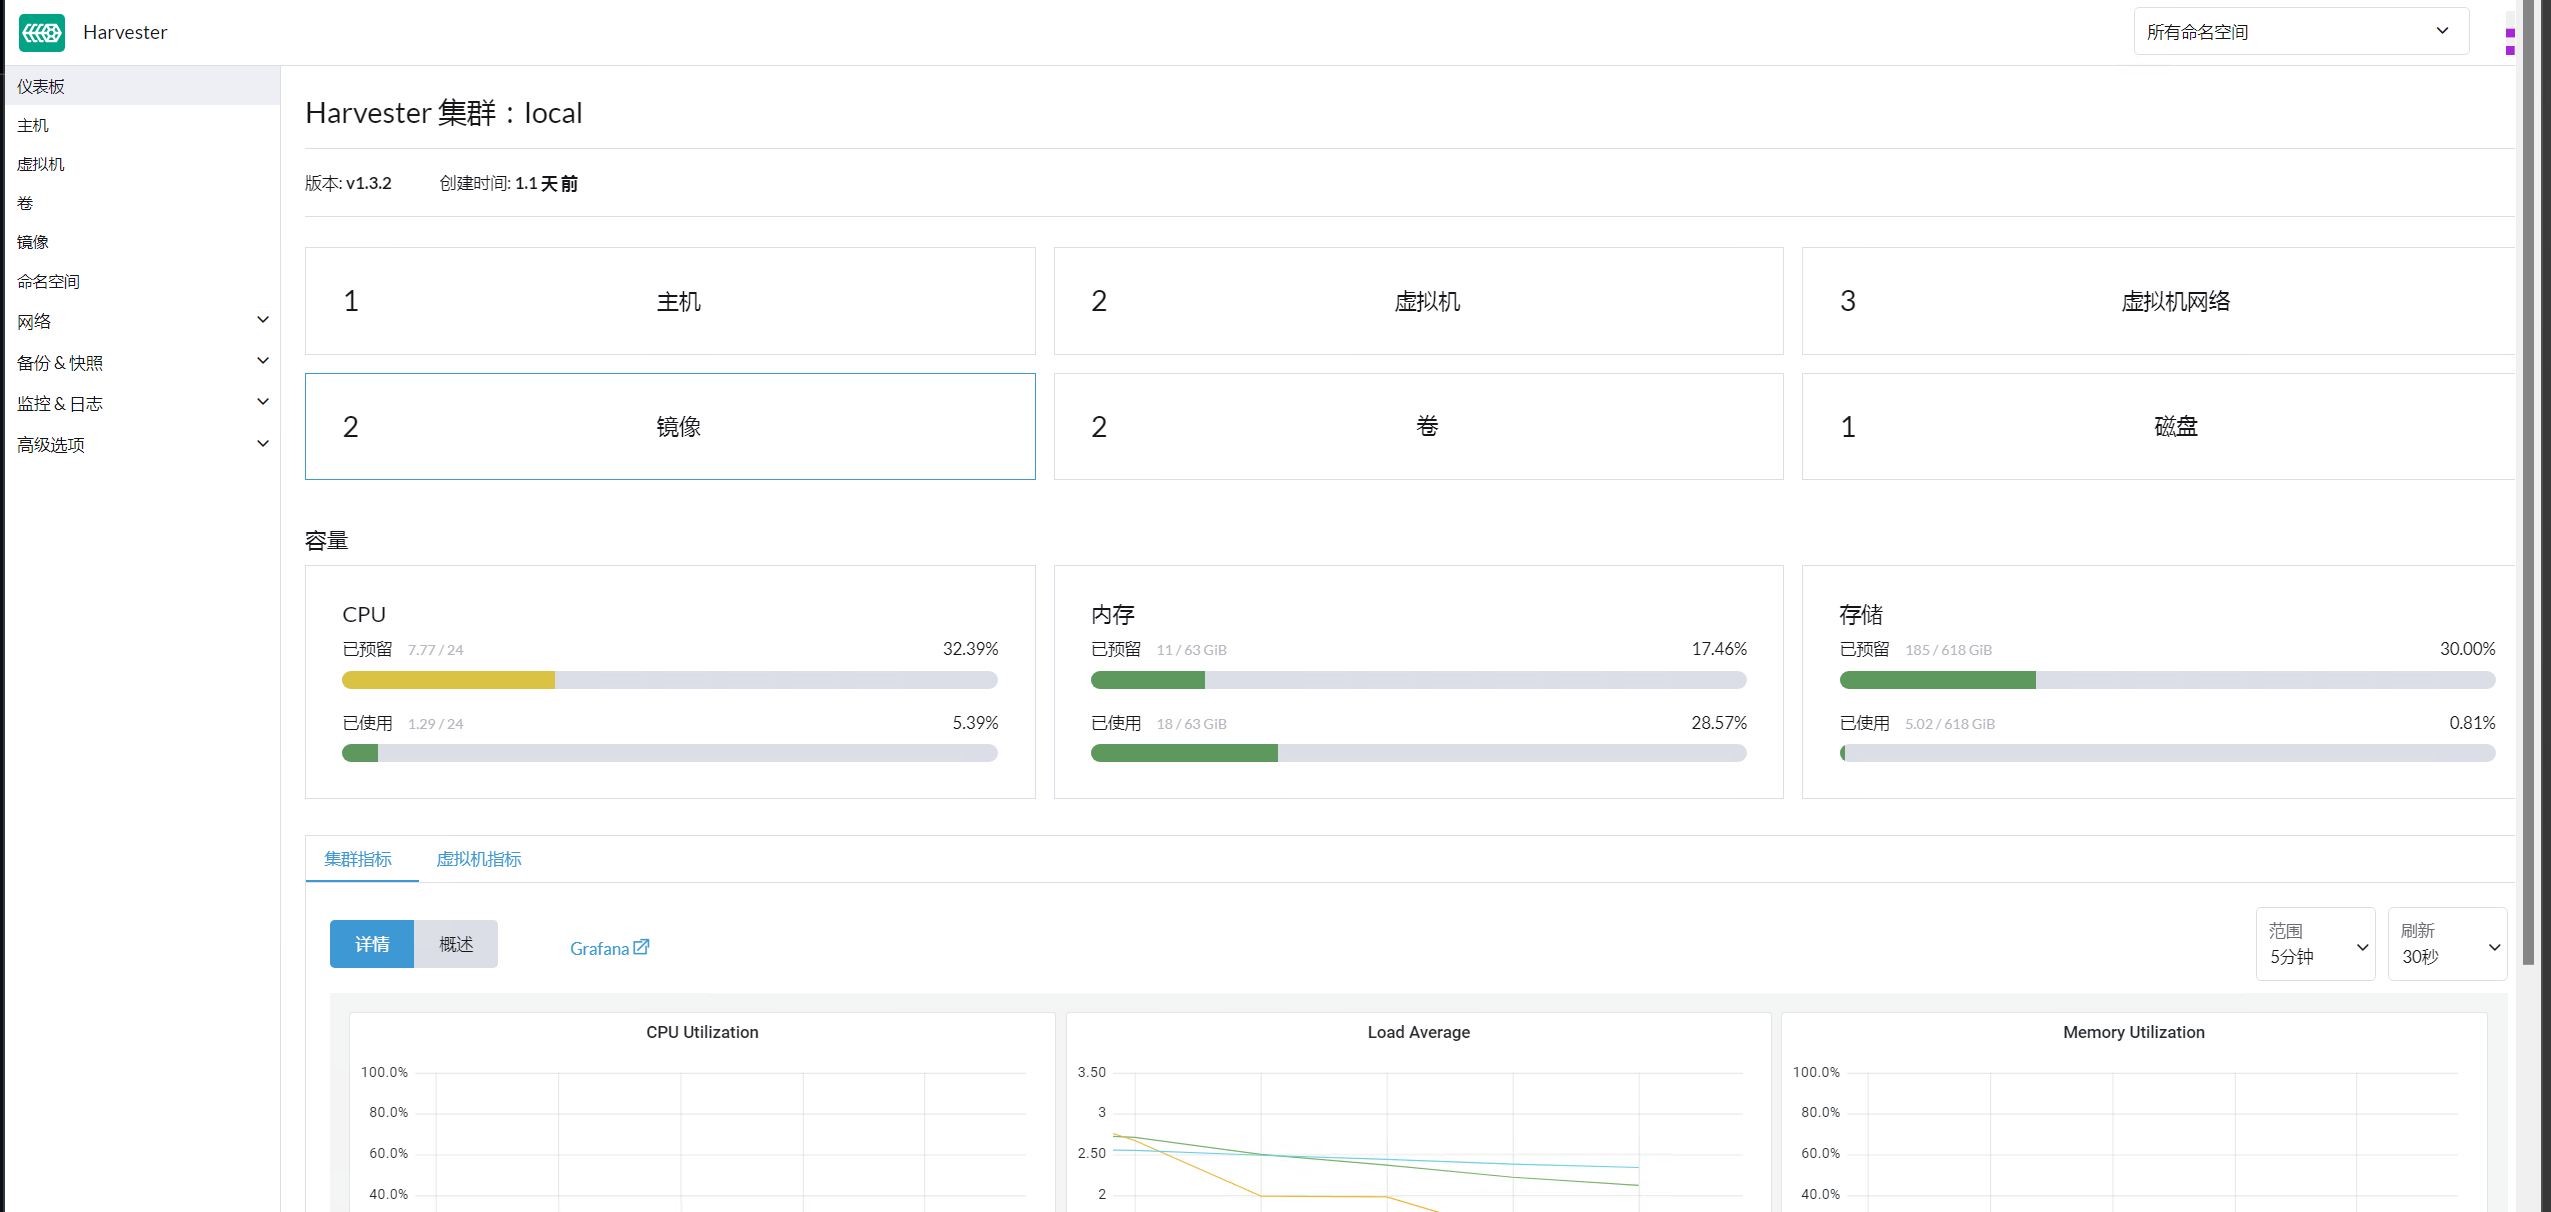 Harvester
所有命名空间
仪表板
主机
虚拟机
卷
镜像
命名空间
网络
备份 & 快照
监控 & 日志
高级选项
Harvester 集群：local
版本: v1.3.2 创建时间: 1.1 天前
1 主机
2 虚拟机
3 虚拟机网络
2 镜像
2 卷
1 磁盘
容量
CPU
已预留 7.77 / 24 32.39%
已使用 1.29 / 24 5.39%
内存
已预留 11 / 63 GiB 17.46%
已使用 18 / 63 GiB 28.57%
存储
已预留 185 / 618 GiB 30.00%
已使用 5.02 / 618 GiB 0.81%
集群指标 虚拟机指标
详情 概述 Grafana
范围
5分钟
刷新
30秒
CPU Utilization
100.0%
80.0%
60.0%
40.0%
Load Average
3.50
3
2.50
2
Memory Utilization
100.0%
80.0%
60.0%
40.0%